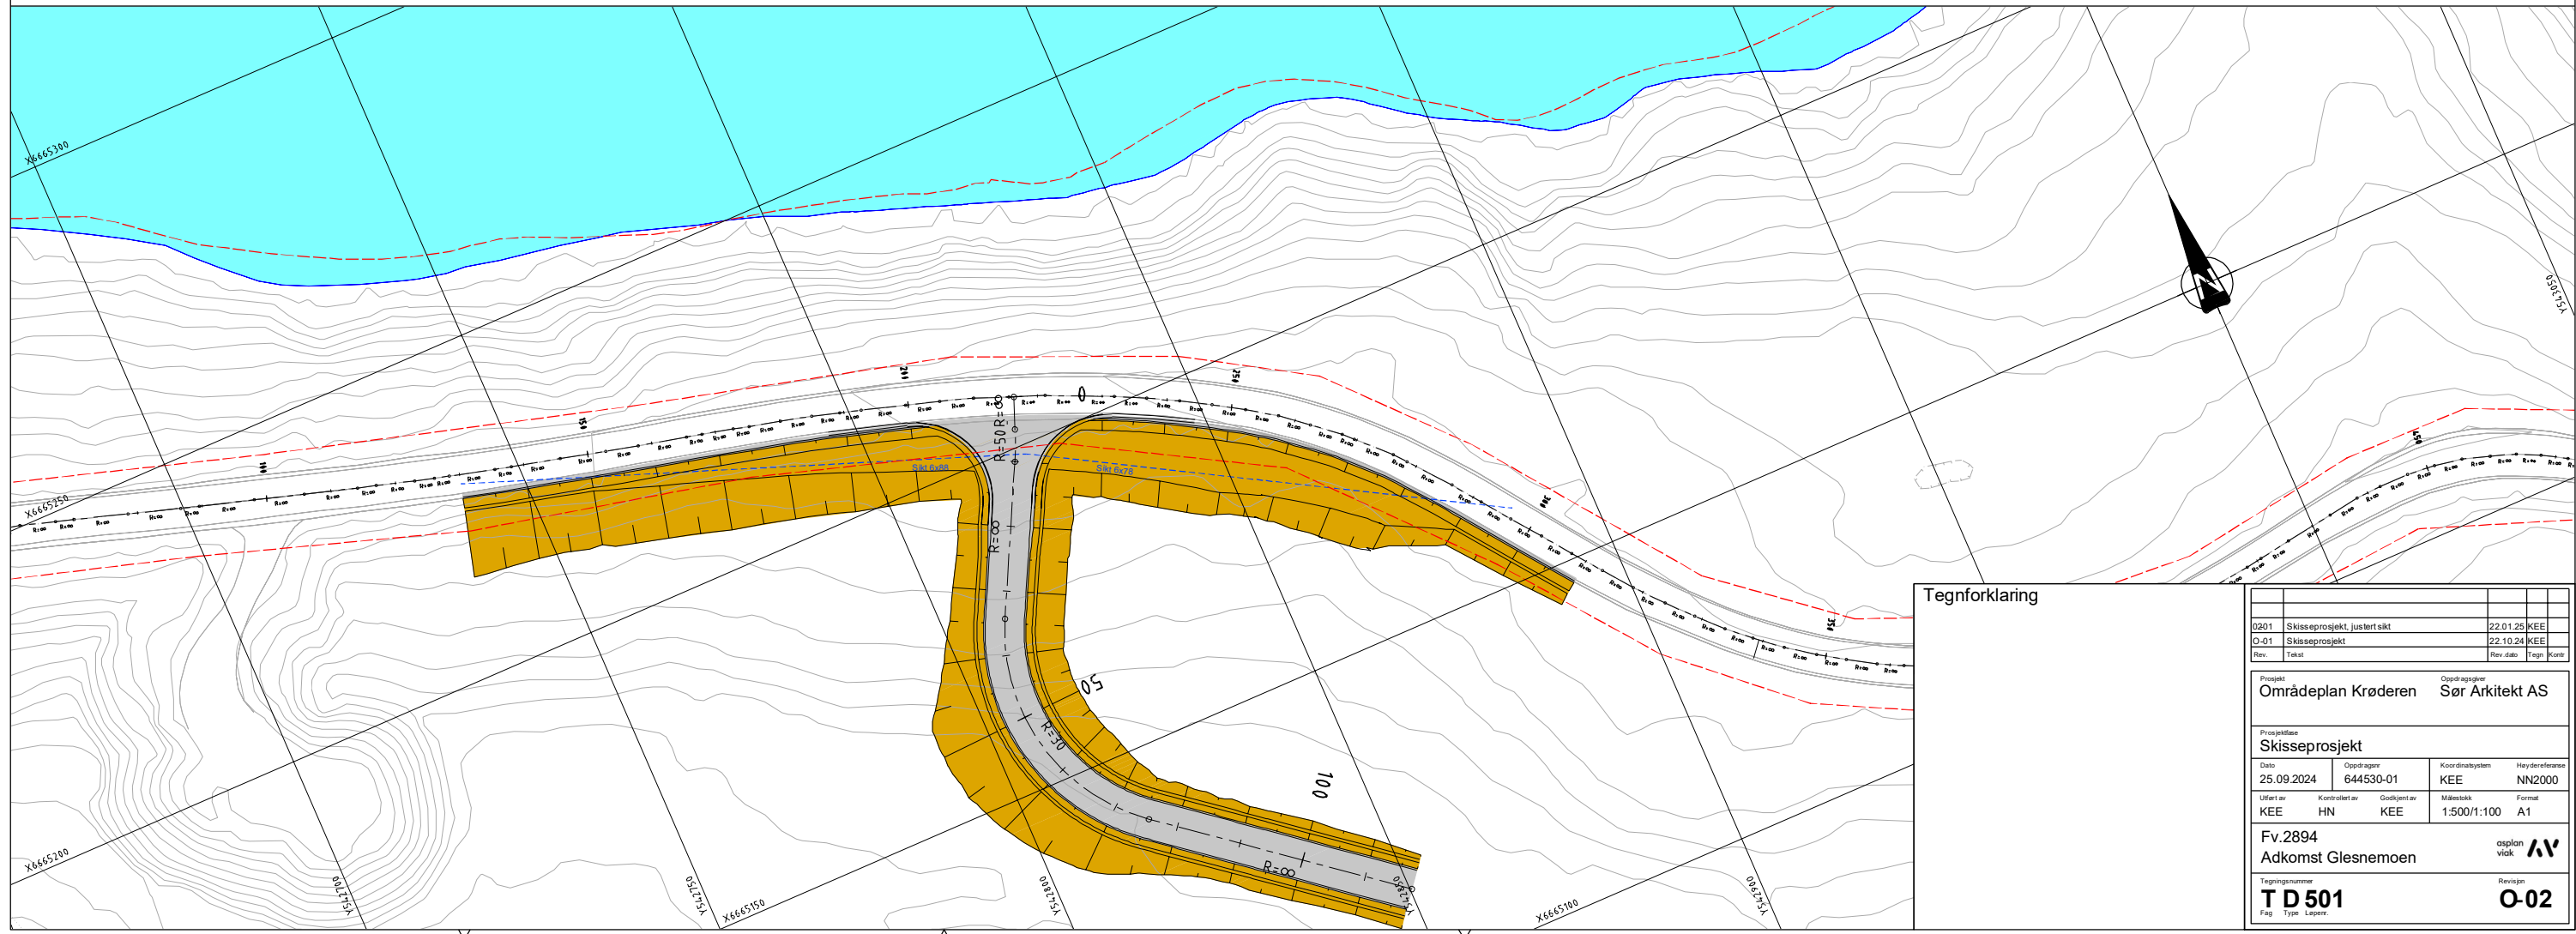 X6665300
Y543050
200
250
150
0
R=∞
R=50
100
Sikt 6x88
Sikt 6x78
450
300
X6665250
R=∞
350
50
R=30
100
R=∞
X6665200
Y542700
Y542750
X6665150
Y542800
Y542850
X6665100
Y542900
Tegnforklaring
Skisseprosjekt, justert sikt 22.01.25 KEE
O-01 Skisseprosjekt 22.10.24 KEE
Rev. Tekst Rev.dato Tegn Kontr
Prosjekt Oppdragsgiver
Områdeplan Krøderen Sør Arkitekt AS
Prosjektfase
Skisseprosjekt
Dato Oppdragsnr Koordinatsystem Høydereferanse
25.09.2024 644530-01 KEE NN2000
Utført av Kontrollert av Godkjent av Målestokk Format
KEE HN KEE 1:500/1:100 A1
Fv.2894
Adkomst Glesnemoen
asplan
viak
Tegningsnummer Revisjon
T D 501 O-02
Fag Type Løpenr.